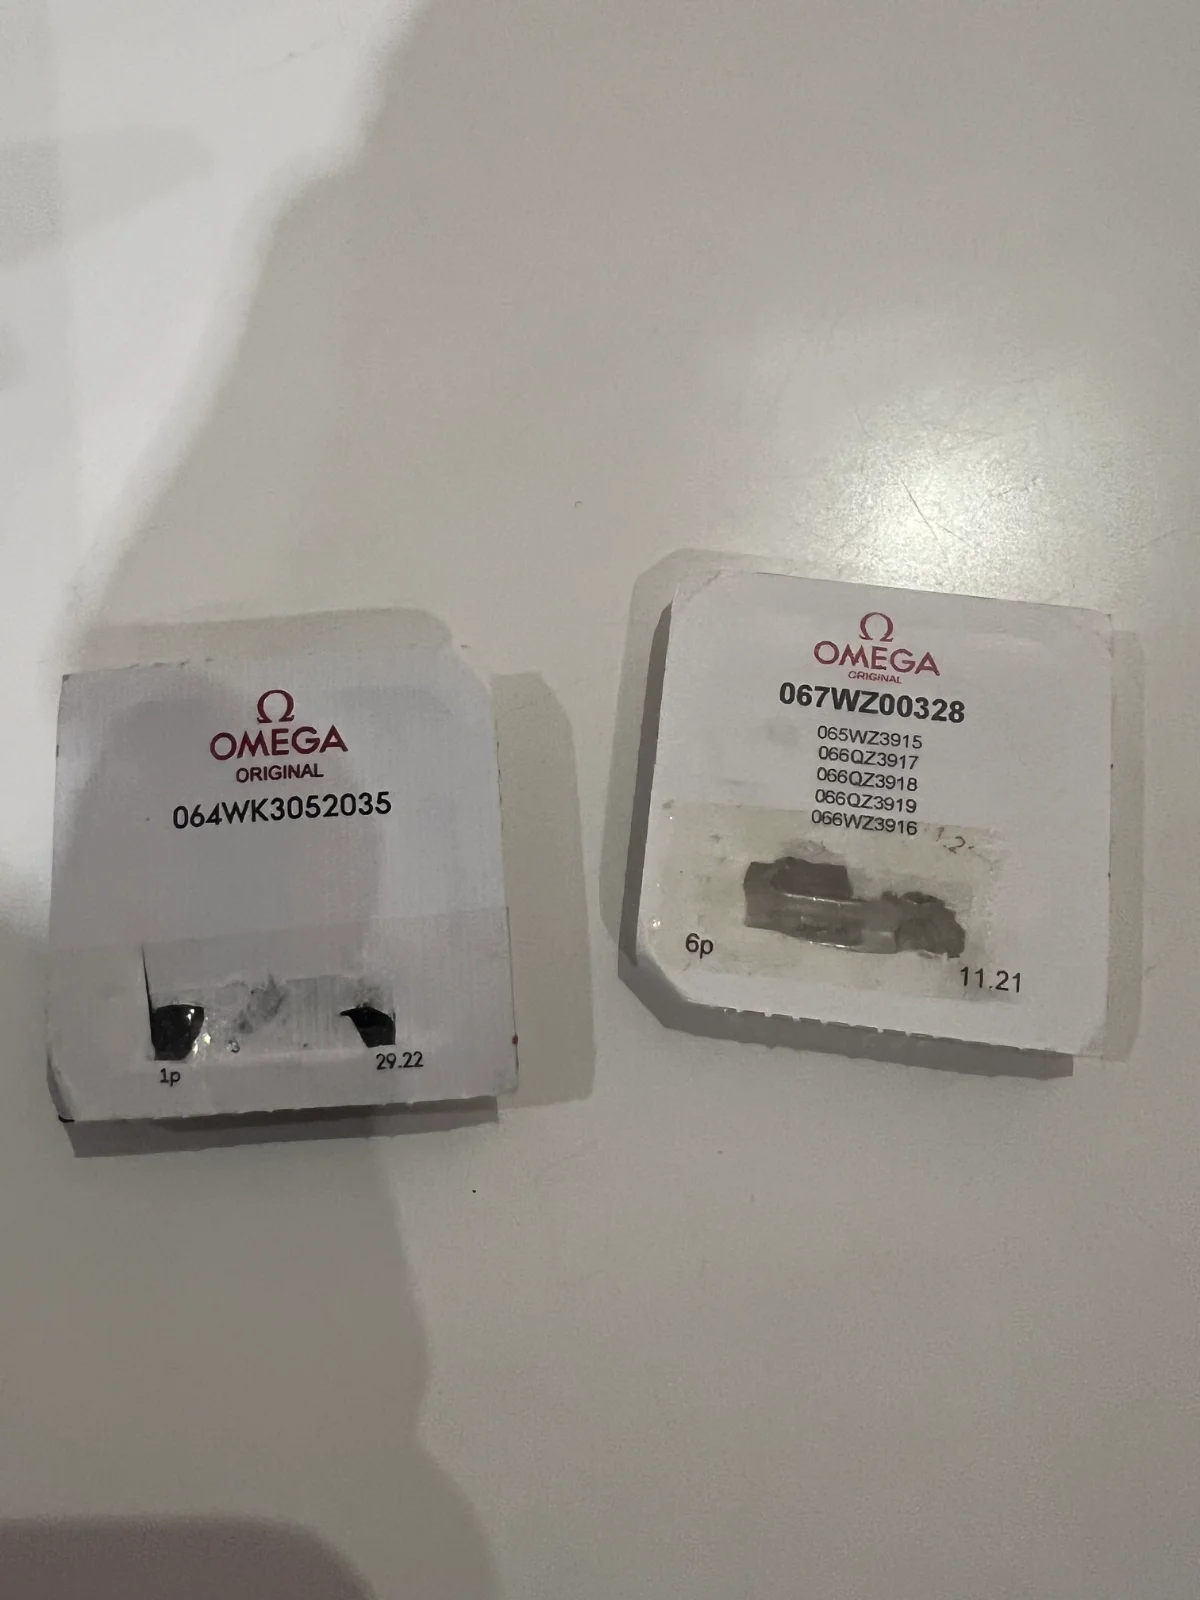 Ω
OMEGA
ORIGINAL
064WK3052035
1p
29.22
Ω
OMEGA
ORIGINAL
067WZ00328
065WZ3915
066QZ3917
066QZ3918
066QZ3919
066WZ3916
6p
11.21